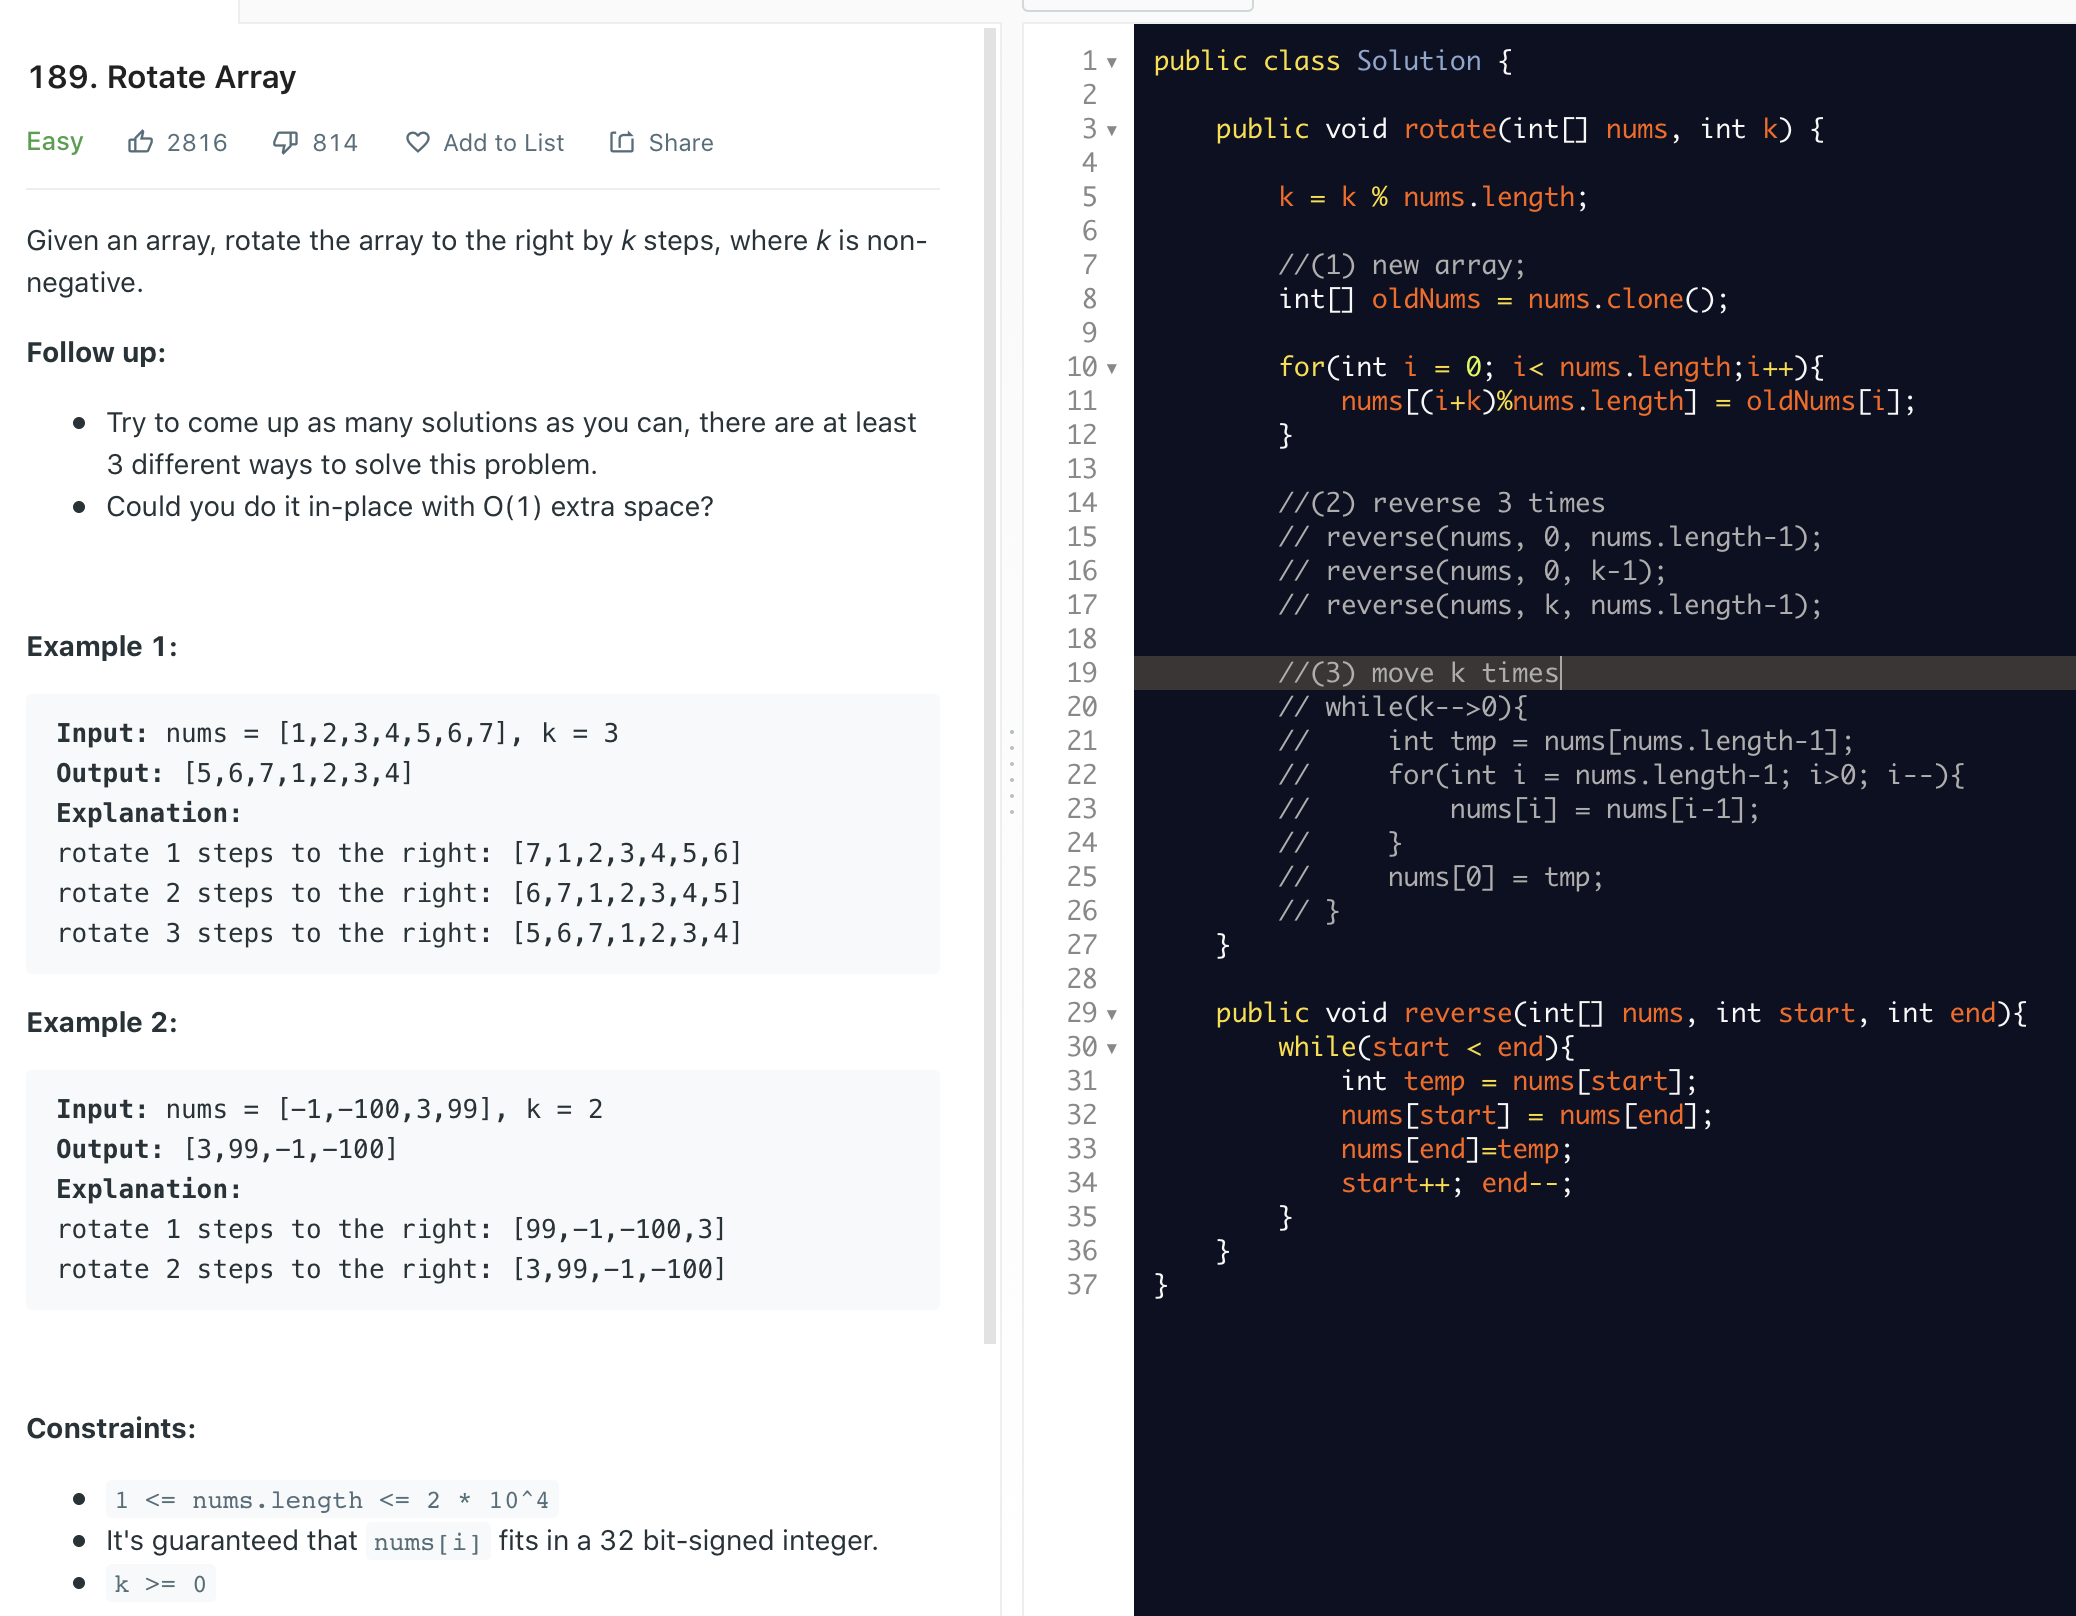 189. Rotate Array
Easy 2816 814 Add to List Share
Given an array, rotate the array to the right by k steps, where k is non-
negative.
Follow up:
Try to come up as many solutions as you can, there are at least
3 different ways to solve this problem.
Could you do it in-place with O(1) extra space?
Example 1:
Input: nums = [1,2,3,4,5,6,7], k = 3
Output: [5,6,7,1,2,3,4]
Explanation:
rotate 1 steps to the right: [7,1,2,3,4,5,6]
rotate 2 steps to the right: [6,7,1,2,3,4,5]
rotate 3 steps to the right: [5,6,7,1,2,3,4]
Example 2:
Input: nums = [-1,-100,3,99], k = 2
Output: [3,99,-1,-100]
Explanation:
rotate 1 steps to the right: [99,-1,-100,3]
rotate 2 steps to the right: [3,99,-1,-100]
Constraints:
1 <= nums.length <= 2 * 10^4
It's guaranteed that nums[i] fits in a 32 bit-signed integer.
k >= 0
1 public class Solution {
2
3     public void rotate(int[] nums, int k) {
4
5         k = k % nums.length;
6
7         //(1) new array;
8         int[] oldNums = nums.clone();
9
10         for(int i = 0; i< nums.length;i++){
11             nums[(i+k)%nums.length] = oldNums[i];
12         }
13
14         //(2) reverse 3 times
15         // reverse(nums, 0, nums.length-1);
16         // reverse(nums, 0, k-1);
17         // reverse(nums, k, nums.length-1);
18
19         //(3) move k times
20         // while(k-->0){
21         //     int tmp = nums[nums.length-1];
22         //     for(int i = nums.length-1; i>0; i--){
23         //         nums[i] = nums[i-1];
24         //     }
25         //     nums[0] = tmp;
26         // }
27     }
28
29     public void reverse(int[] nums, int start, int end){
30         while(start < end){
31             int temp = nums[start];
32             nums[start] = nums[end];
33             nums[end]=temp;
34             start++; end--;
35         }
36     }
37 }